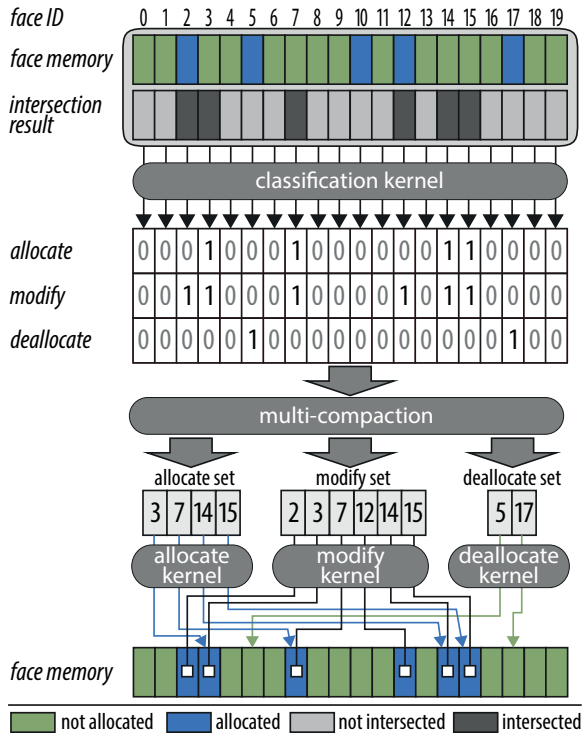 face ID 0 1 2 3 4 5 6 7 8 9 10 11 12 13 14 15 16 17 18 19
face memory
intersection
result
classification kernel
allocate 0 0 0 1 0 0 0 1 0 0 0 0 0 0 1 1 0 0 0 0
modify 0 0 1 1 0 0 0 1 0 0 0 0 1 0 1 1 0 0 0 0
deallocate 0 0 0 0 0 1 0 0 0 0 0 0 0 0 0 0 0 1 0 0
multi-compaction
allocate set modify set deallocate set
3 7 14 15 2 3 7 12 14 15 5 17
allocate modify deallocate
kernel kernel kernel
face memory
not allocated allocated not intersected intersected